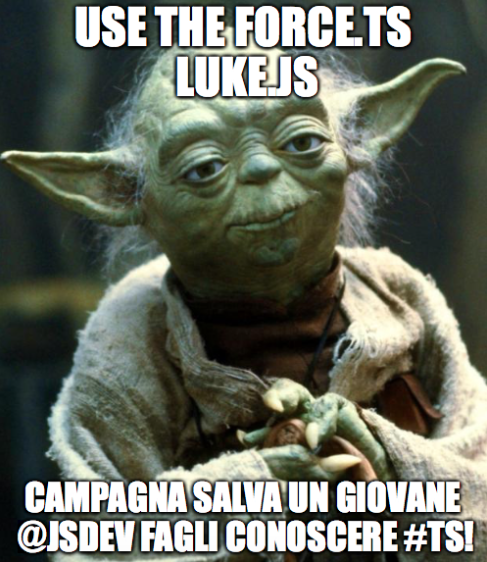 USE THE FORCE.TS
LUKE.JS
CAMPAGNA SALVA UN GIOVANE
@JSDEV FAGLI CONOSCERE #TS!